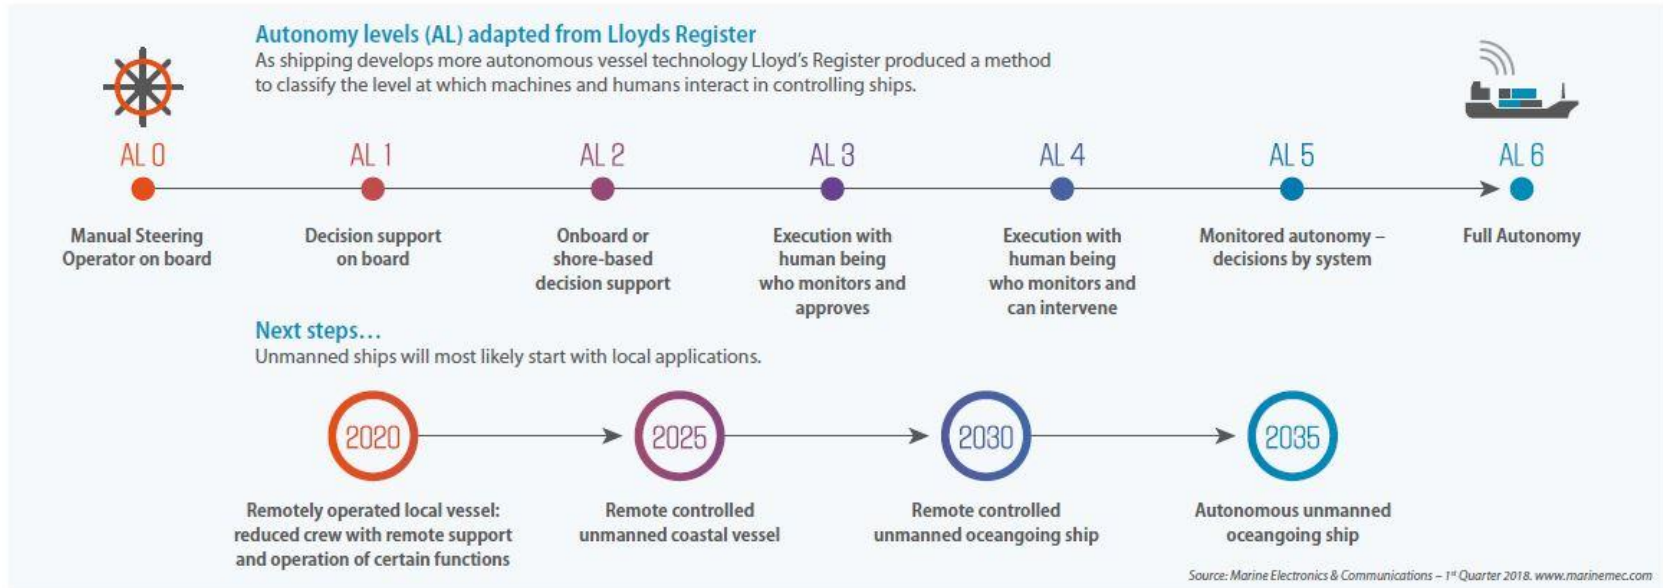 Autonomy levels (AL) adapted from Lloyds Register
As shipping develops more autonomous vessel technology Lloyd's Register produced a method
to classify the level at which machines and humans interact in controlling ships.
AL 0
Manual Steering
Operator on board
AL 1
Decision support
on board
AL 2
Onboard or
shore-based
decision support
AL 3
Execution with
human being
who monitors and
approves
AL 4
Execution with
human being
who monitors and
can intervene
AL 5
Monitored autonomy –
decisions by system
AL 6
Full Autonomy
Next steps…
Unmanned ships will most likely start with local applications.
2020
Remotely operated local vessel:
reduced crew with remote support
and operation of certain functions
2025
Remote controlled
unmanned coastal vessel
2030
Remote controlled
unmanned oceangoing ship
2035
Autonomous unmanned
oceangoing ship
Source: Marine Electronics & Communications – 1st Quarter 2018. www.marinemec.com